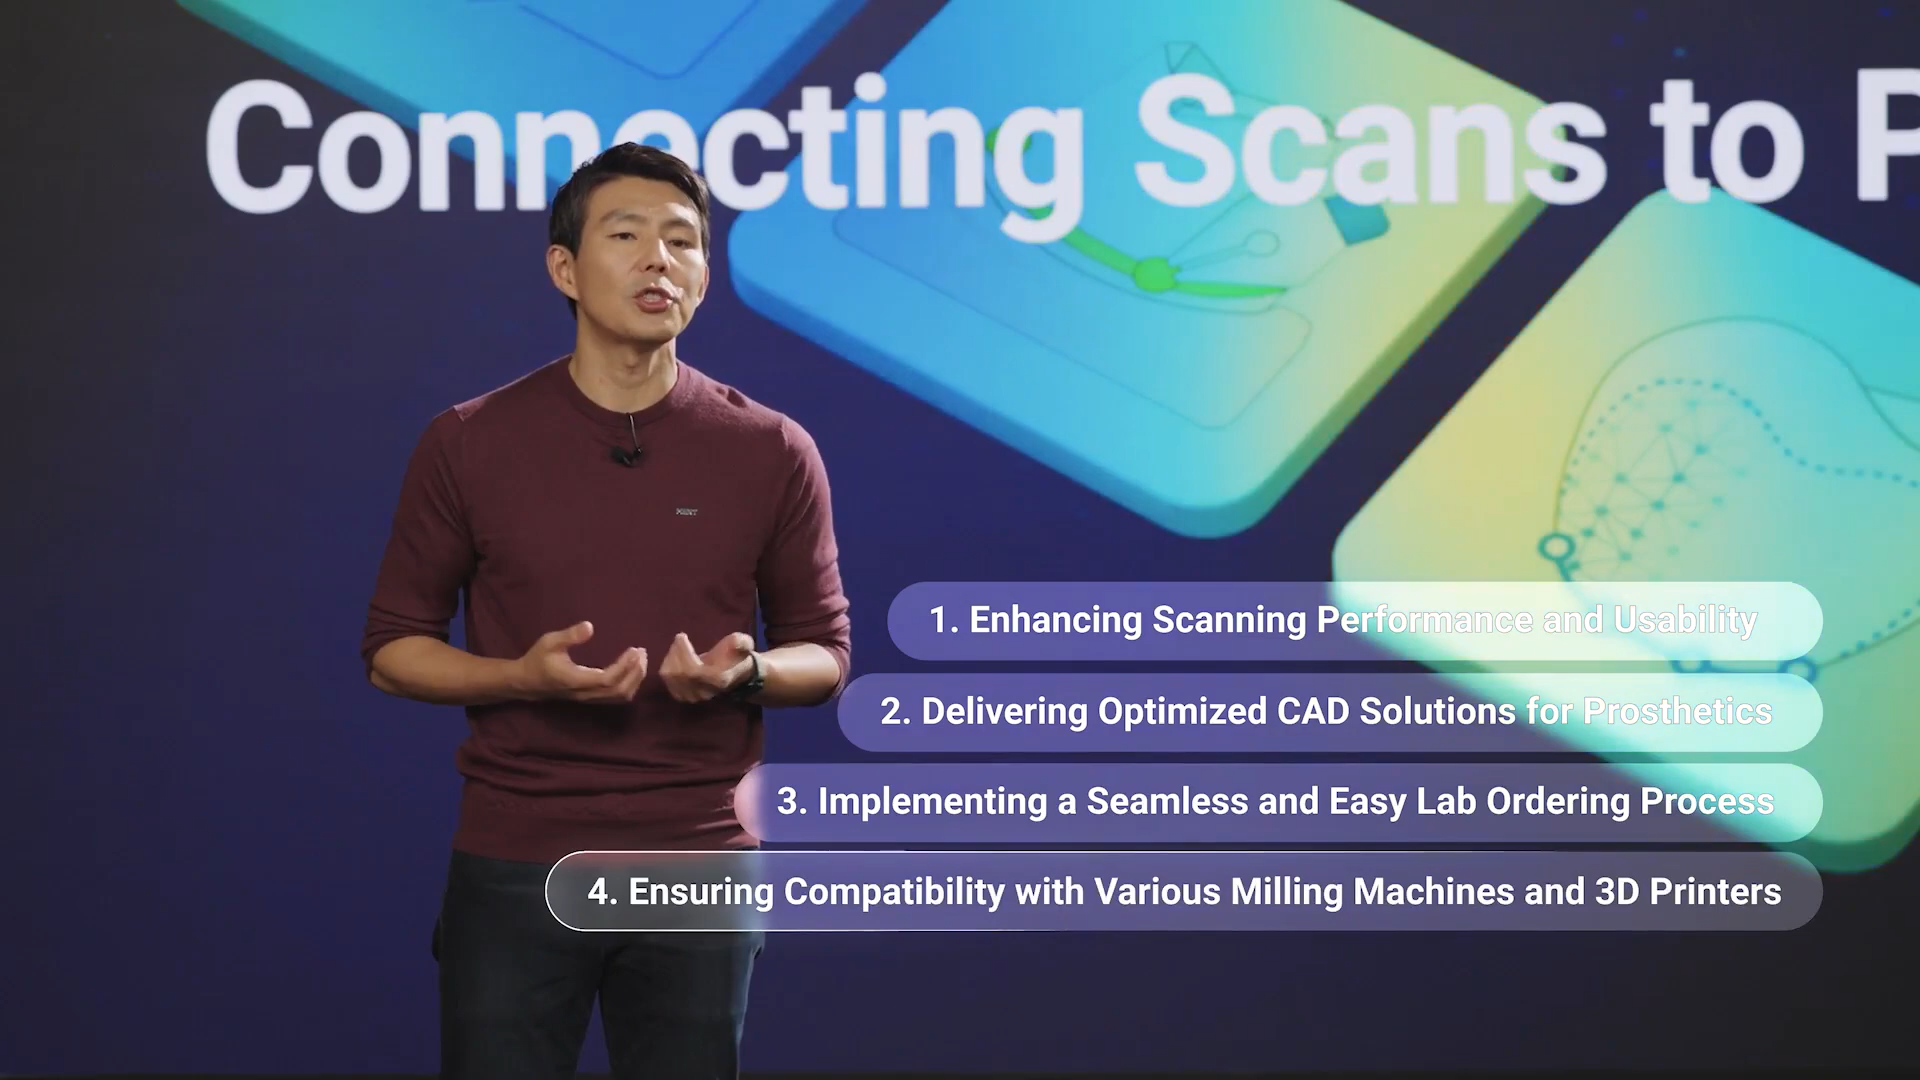 Connecting Scans to P
1. Enhancing Scanning Performance and Usability
2. Delivering Optimized CAD Solutions for Prosthetics
3. Implementing a Seamless and Easy Lab Ordering Process
4. Ensuring Compatibility with Various Milling Machines and 3D Printers